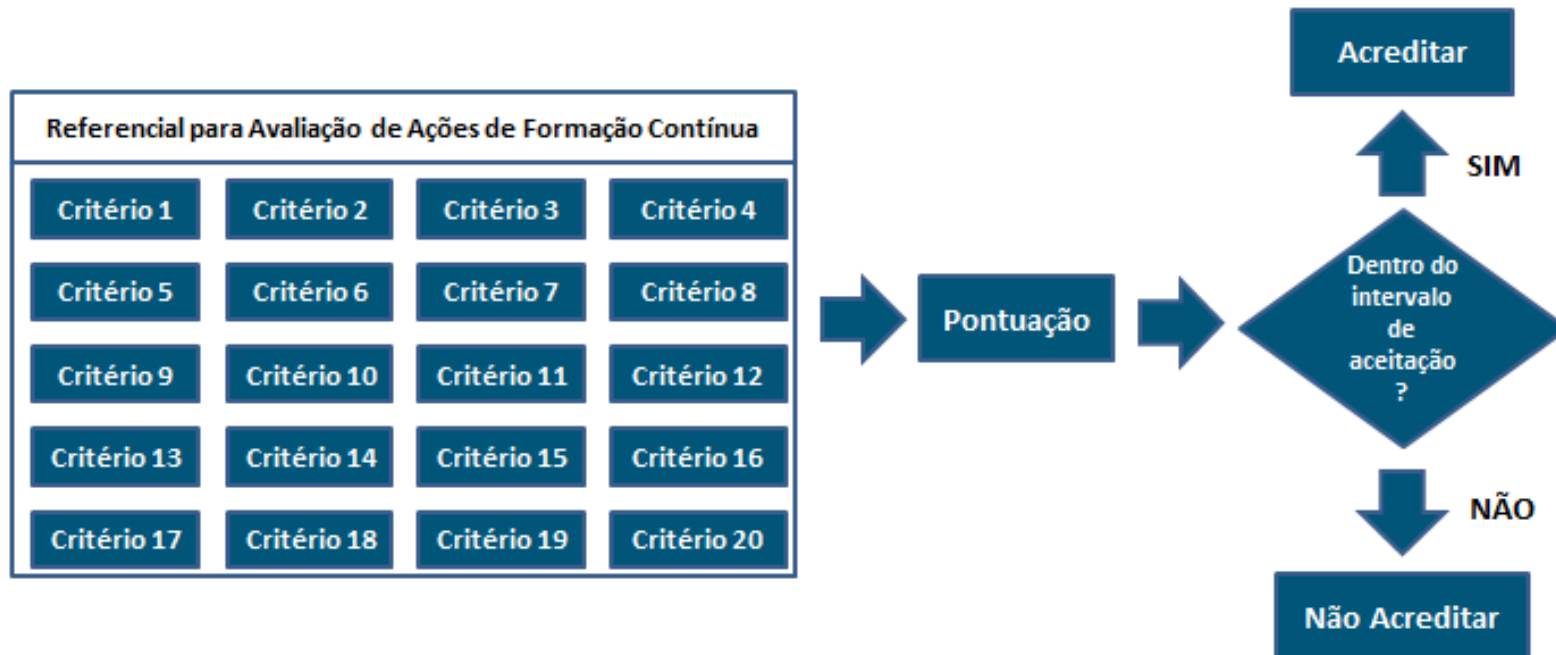 Referencial para Avaliação de Ações de Formação Contínua
Critério 1
Critério 2
Critério 3
Critério 4
Critério 5
Critério 6
Critério 7
Critério 8
Critério 9
Critério 10
Critério 11
Critério 12
Critério 13
Critério 14
Critério 15
Critério 16
Critério 17
Critério 18
Critério 19
Critério 20
Pontuação
Dentro do
intervalo
de
aceitação
?
SIM
Acreditar
NÃO
Não Acreditar